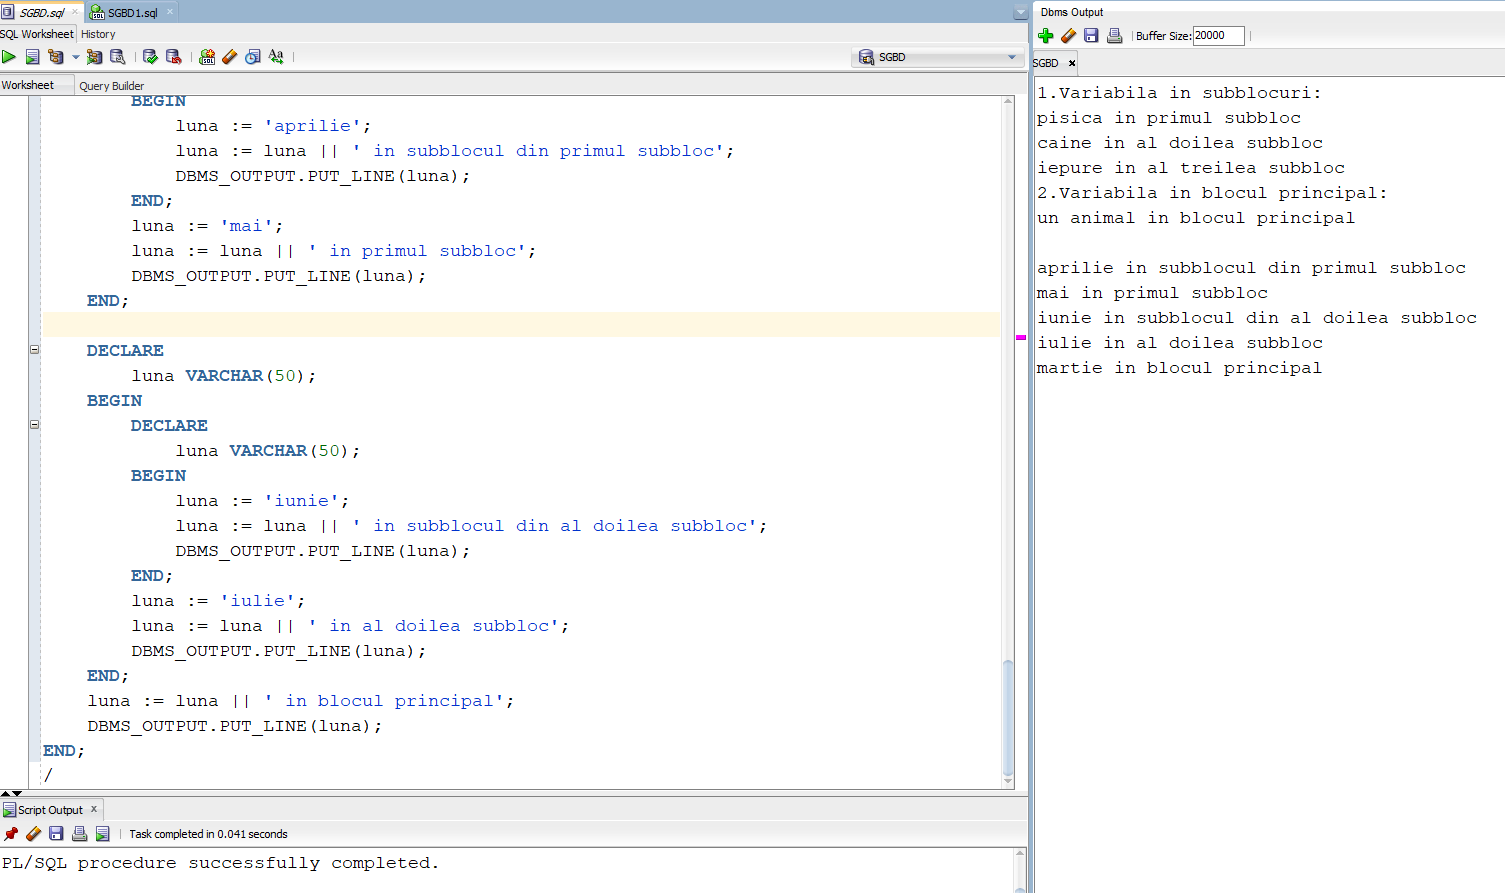 SGBD.sql × SGBD1.sql ×
SQL Worksheet History
SGBD
Worksheet Query Builder
        BEGIN
            luna := 'aprilie';
            luna := luna || ' in subblocul din primul subbloc';
            DBMS_OUTPUT.PUT_LINE(luna);
        END;
        luna := 'mai';
        luna := luna || ' in primul subbloc';
        DBMS_OUTPUT.PUT_LINE(luna);
    END;
    DECLARE
        luna VARCHAR(50);
    BEGIN
        DECLARE
            luna VARCHAR(50);
        BEGIN
            luna := 'iunie';
            luna := luna || ' in subblocul din al doilea subbloc';
            DBMS_OUTPUT.PUT_LINE(luna);
        END;
        luna := 'iulie';
        luna := luna || ' in al doilea subbloc';
        DBMS_OUTPUT.PUT_LINE(luna);
    END;
    luna := luna || ' in blocul principal';
    DBMS_OUTPUT.PUT_LINE(luna);
END;
/
Script Output ×
Task completed in 0.041 seconds
PL/SQL procedure successfully completed.
Dbms Output
Buffer Size: 20000
SGBD ×
1.Variabila in subblocuri:
pisica in primul subbloc
caine in al doilea subbloc
iepure in al treilea subbloc
2.Variabila in blocul principal:
un animal in blocul principal
aprilie in subblocul din primul subbloc
mai in primul subbloc
iunie in subblocul din al doilea subbloc
iulie in al doilea subbloc
martie in blocul principal